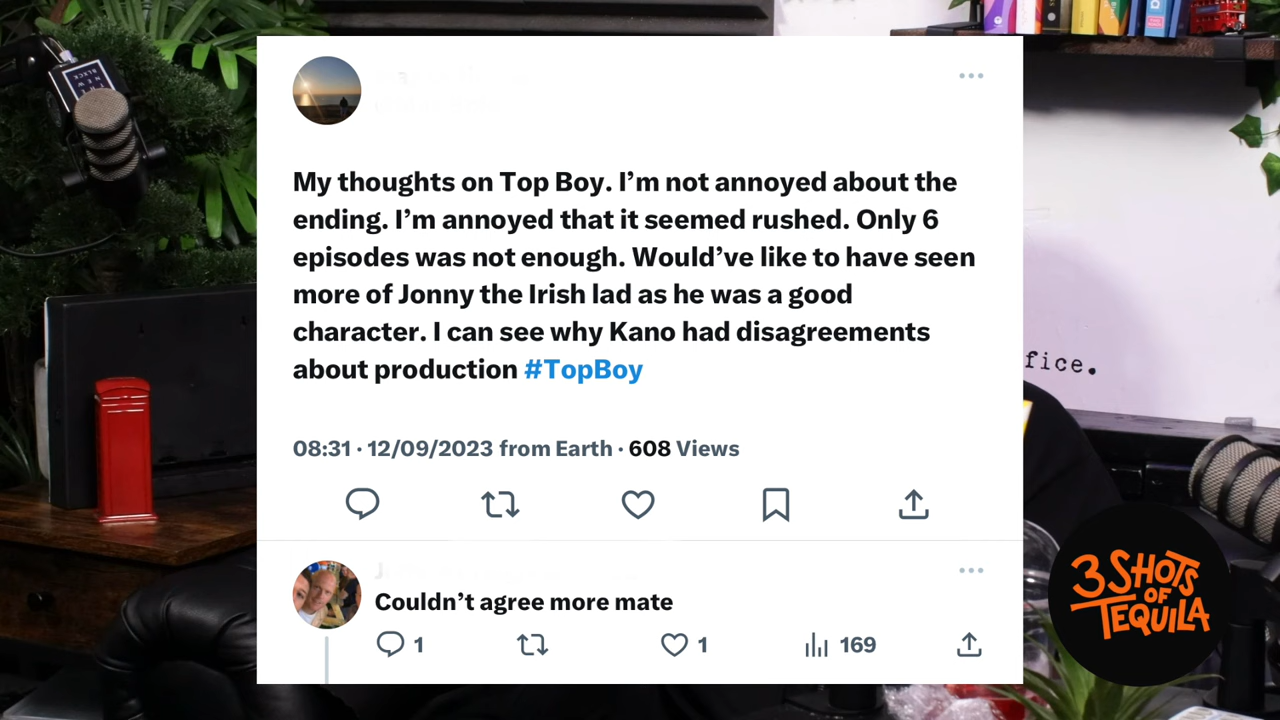 My thoughts on Top Boy. I’m not annoyed about the
ending. I’m annoyed that it seemed rushed. Only 6
episodes was not enough. Would’ve like to have seen
more of Jonny the Irish lad as he was a good
character. I can see why Kano had disagreements
about production #TopBoy
08:31 · 12/09/2023 from Earth · 608 Views
Couldn’t agree more mate
1
1
169
fice.
3 SHOTS
OF
TEQUILA